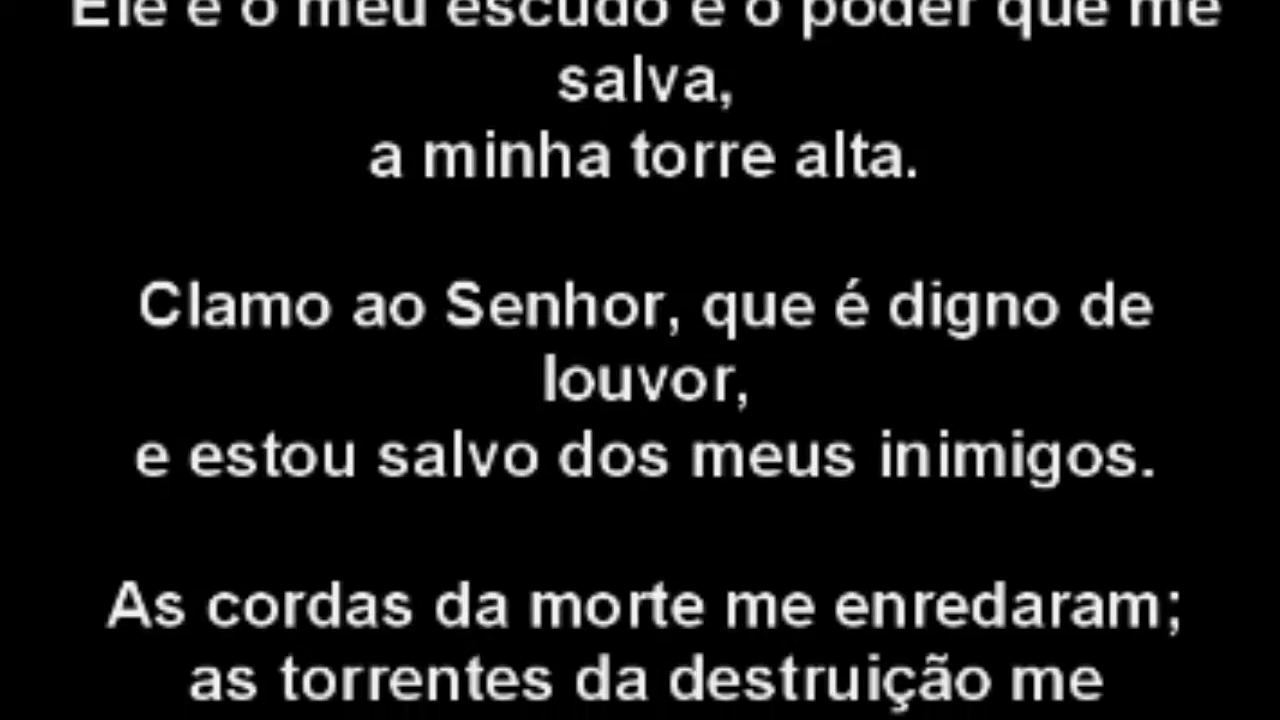 Ele é o meu escudo e o poder que me
salva,
a minha torre alta.
Clamo ao Senhor, que é digno de
louvor,
e estou salvo dos meus inimigos.
As cordas da morte me enredaram;
as torrentes da destruição me